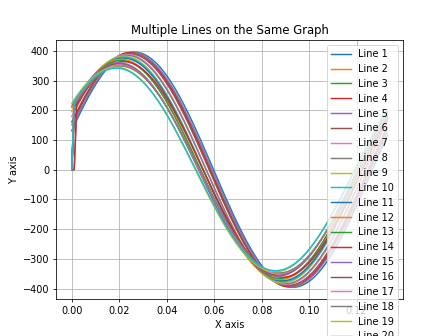 Multiple Lines on the Same Graph
400
300
200
100
0
−100
−200
−300
−400
Y axis
0.00
0.02
0.04
0.06
0.08
0.10
X axis
Line 1
Line 2
Line 3
Line 4
Line 5
Line 6
Line 7
Line 8
Line 9
Line 10
Line 11
Line 12
Line 13
Line 14
Line 15
Line 16
Line 17
Line 18
Line 19
Line 20